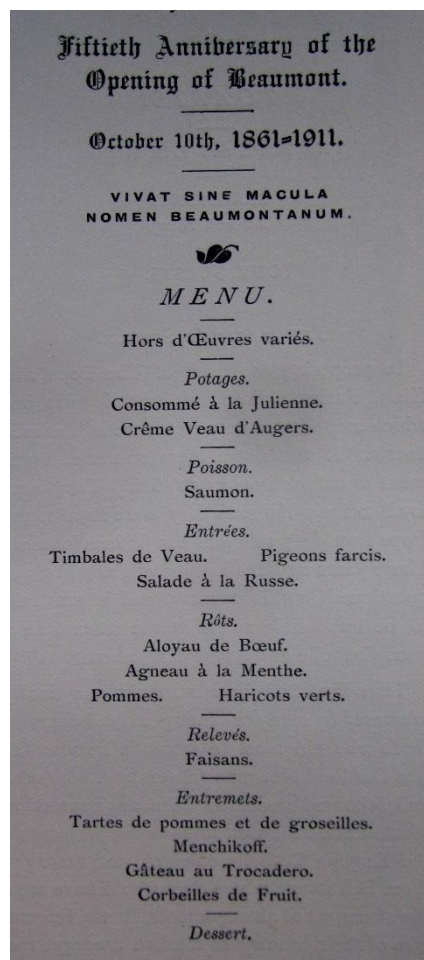 Fiftieth Anniversary of the
Opening of Beaumont.
October 10th, 1861=1911.
VIVAT SINE MACULA
NOMEN BEAUMONTANUM.
MENU.
Hors d'Œuvres variés.
Potages.
Consommé à la Julienne.
Crême Veau d'Augers.
Poisson.
Saumon.
Entrées.
Timbales de Veau. Pigeons farcis.
Salade à la Russe.
Rôts.
Aloyau de Bœuf.
Agneau à la Menthe.
Pommes. Haricots verts.
Relevés.
Faisans.
Entremets.
Tartes de pommes et de groseilles.
Menchikoff.
Gâteau au Trocadero.
Corbeilles de Fruit.
Dessert.